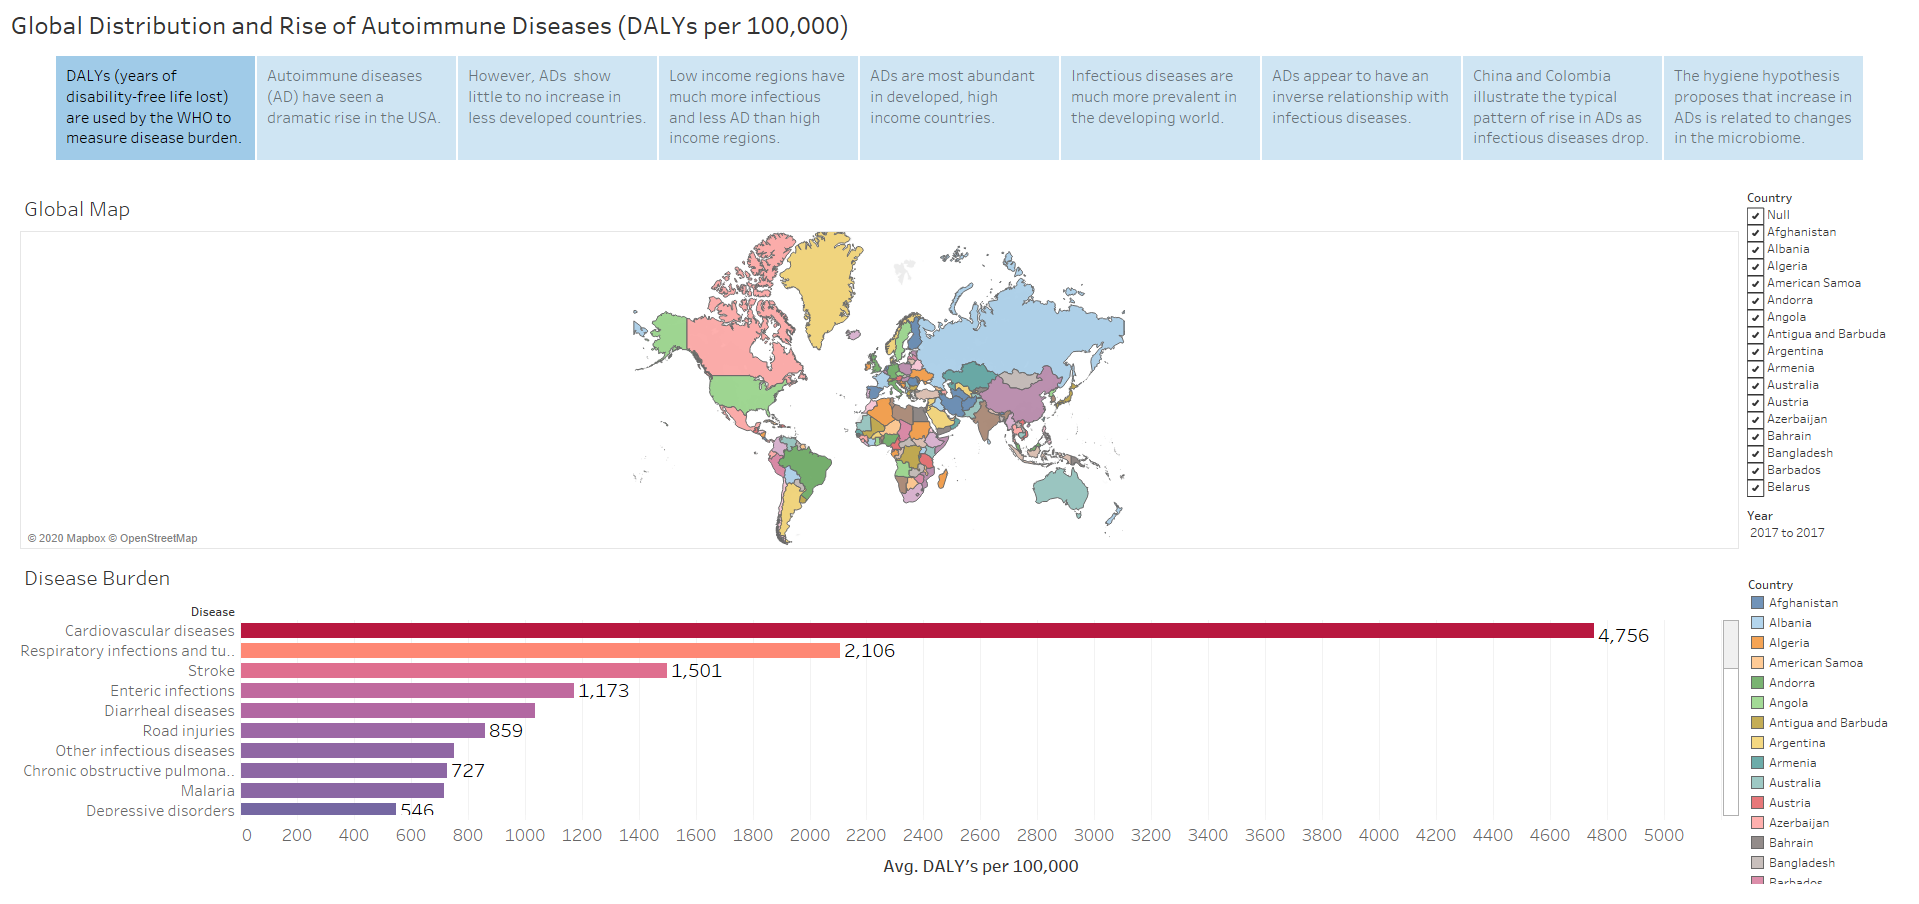 Global Distribution and Rise of Autoimmune Diseases (DALYs per 100,000)
DALYs (years of
disability-free life lost)
are used by the WHO to
measure disease burden.
Autoimmune diseases
(AD) have seen a
dramatic rise in the USA.
However, ADs  show
little to no increase in
less developed countries.
Low income regions have
much more infectious
and less AD than high
income regions.
ADs are most abundant
in developed, high
income countries.
Infectious diseases are
much more prevalent in
the developing world.
ADs appear to have an
inverse relationship with
infectious diseases.
China and Colombia
illustrate the typical
pattern of rise in ADs as
infectious diseases drop.
The hygiene hypothesis
proposes that increase in
ADs is related to changes
in the microbiome.
Global Map
© 2020 Mapbox © OpenStreetMap
Country
Null
Afghanistan
Albania
Algeria
American Samoa
Andorra
Angola
Antigua and Barbuda
Argentina
Armenia
Australia
Austria
Azerbaijan
Bahrain
Bangladesh
Barbados
Belarus
Year
2017 to 2017
Disease Burden
Disease
Cardiovascular diseases 4,756
Respiratory infections and tu.. 2,106
Stroke 1,501
Enteric infections 1,173
Diarrheal diseases
Road injuries 859
Other infectious diseases
Chronic obstructive pulmona.. 727
Malaria
Depressive disorders 546
0 200 400 600 800 1000 1200 1400 1600 1800 2000 2200 2400 2600 2800 3000 3200 3400 3600 3800 4000 4200 4400 4600 4800 5000
Avg. DALY's per 100,000
Country
Afghanistan
Albania
Algeria
American Samoa
Andorra
Angola
Antigua and Barbuda
Argentina
Armenia
Australia
Austria
Azerbaijan
Bahrain
Bangladesh
Barbados